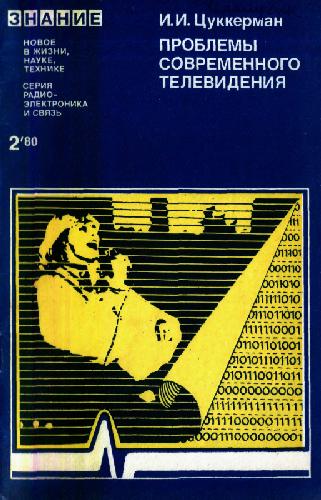 ЗНАНИЕ
НОВОЕ
В ЖИЗНИ,
НАУКЕ,
ТЕХНИКЕ
СЕРИЯ
РАДИО-
ЭЛЕКТРОНИКА
И СВЯЗЬ
2'80
И.И. Цуккерман
ПРОБЛЕМЫ
СОВРЕМЕННОГО
ТЕЛЕВИДЕНИЯ